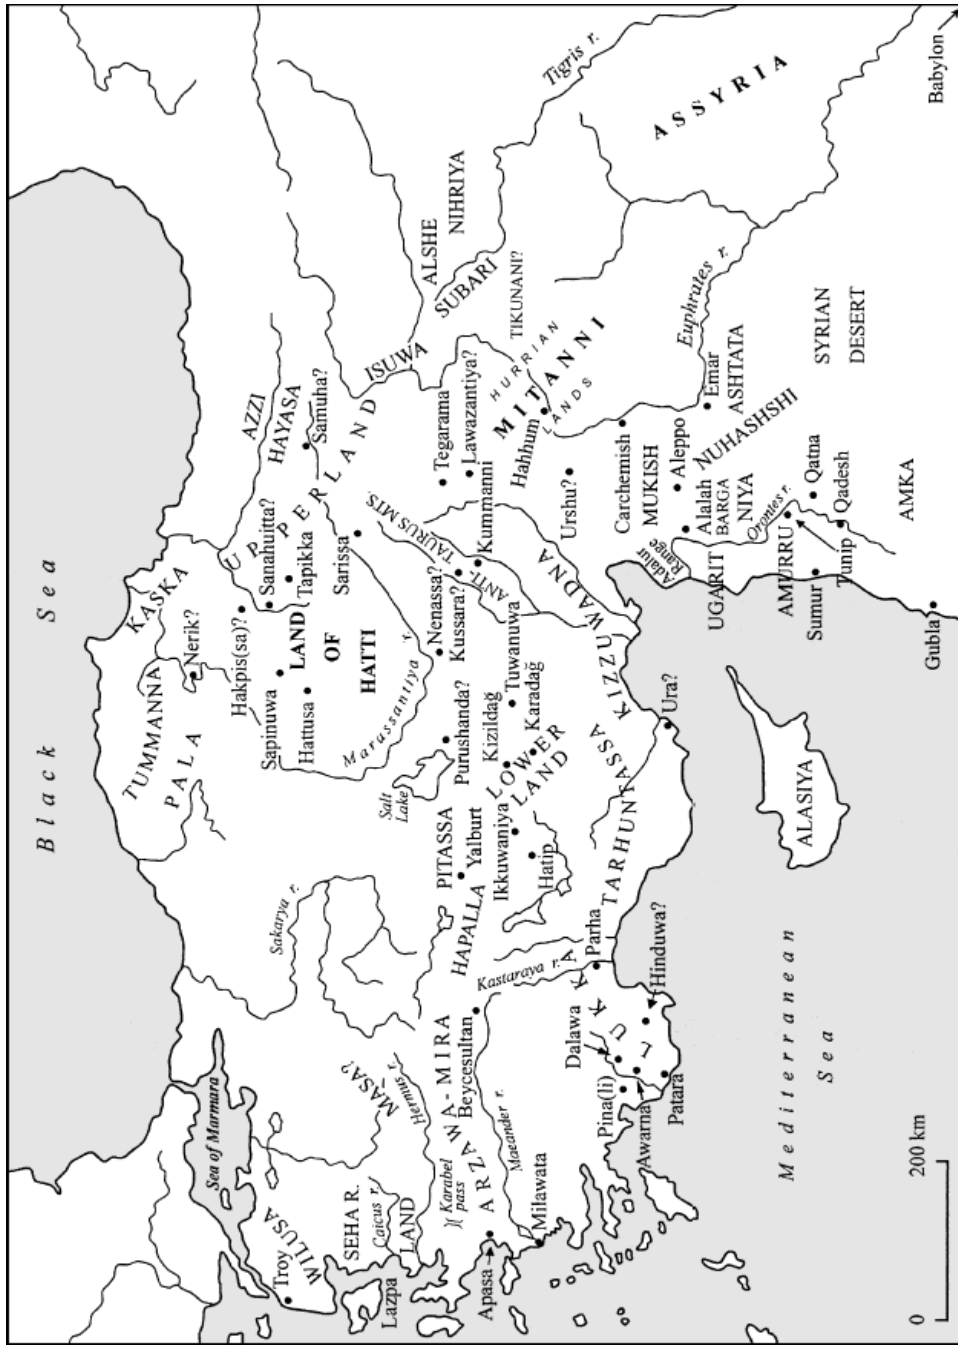 Black Sea
Sea of Marmara
Mediterranean Sea
Troy
WILUSA
Lazpa
SEHA R. LAND
Caicus r.
MASA?
Hermus r.
Karabel pass
Apasa
ARZAWA-MIRA
Milawata
Maeander r.
Beycesultan
Sakarya r.
HAPALLA
Kastaraya r.
PITASSA
Yalburt
Ikkuwaniya
Hatip
LUKKA
Dalawa
Pina(li)
Awarna
Patara
Hinduwa?
Parha
TARHUNTASSA
Salt Lake
Purushanda?
Kizildağ
Karadağ
LOWER LAND
Tuwanuwa
Ura?
PALA
TUMMANNA
KASKA
Nerik?
Hakpis(sa)?
Sapinuwa
Hattusa
LAND OF HATTI
Marassantiya r.
Sanahuitta?
Tapikka
Sarissa
UPPER LAND
AZZI
HAYASA
Samuha?
ISUWA
Nenassa?
Kussara?
ANTI-TAURUS MTS.
Kummanni
KIZZUWADNA
Tegarama
Lawazantiya?
Hahhum
Urshu?
ALSHE
NIHRIYA
SUBARI
TIKUNANI?
HURRIAN LANDS
MITANNI
Tigris r.
ASSYRIA
Babylon
Euphrates r.
Carchemish
MUKISH
Aleppo
Alalah
Adalur Range
Emar
ASHTATA
NUHASHSHI
BARGA
NIYA
UGARIT
Orontes r.
AMURRU
Sumur
Tunip
Qatna
Qadesh
AMKA
SYRIAN DESERT
Gubla
ALASIYA
0 200 km